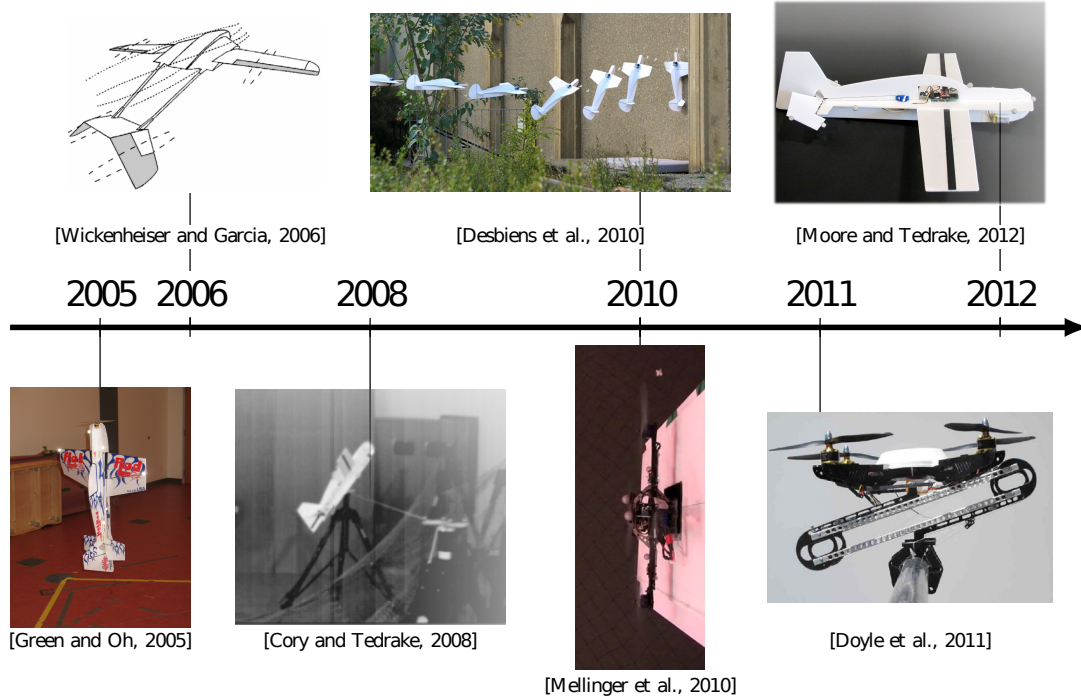 [Wickenheiser and Garcia, 2006]
[Desbiens et al., 2010]
[Moore and Tedrake, 2012]
2005
2006
2008
2010
2011
2012
[Green and Oh, 2005]
[Cory and Tedrake, 2008]
[Mellinger et al., 2010]
[Doyle et al., 2011]